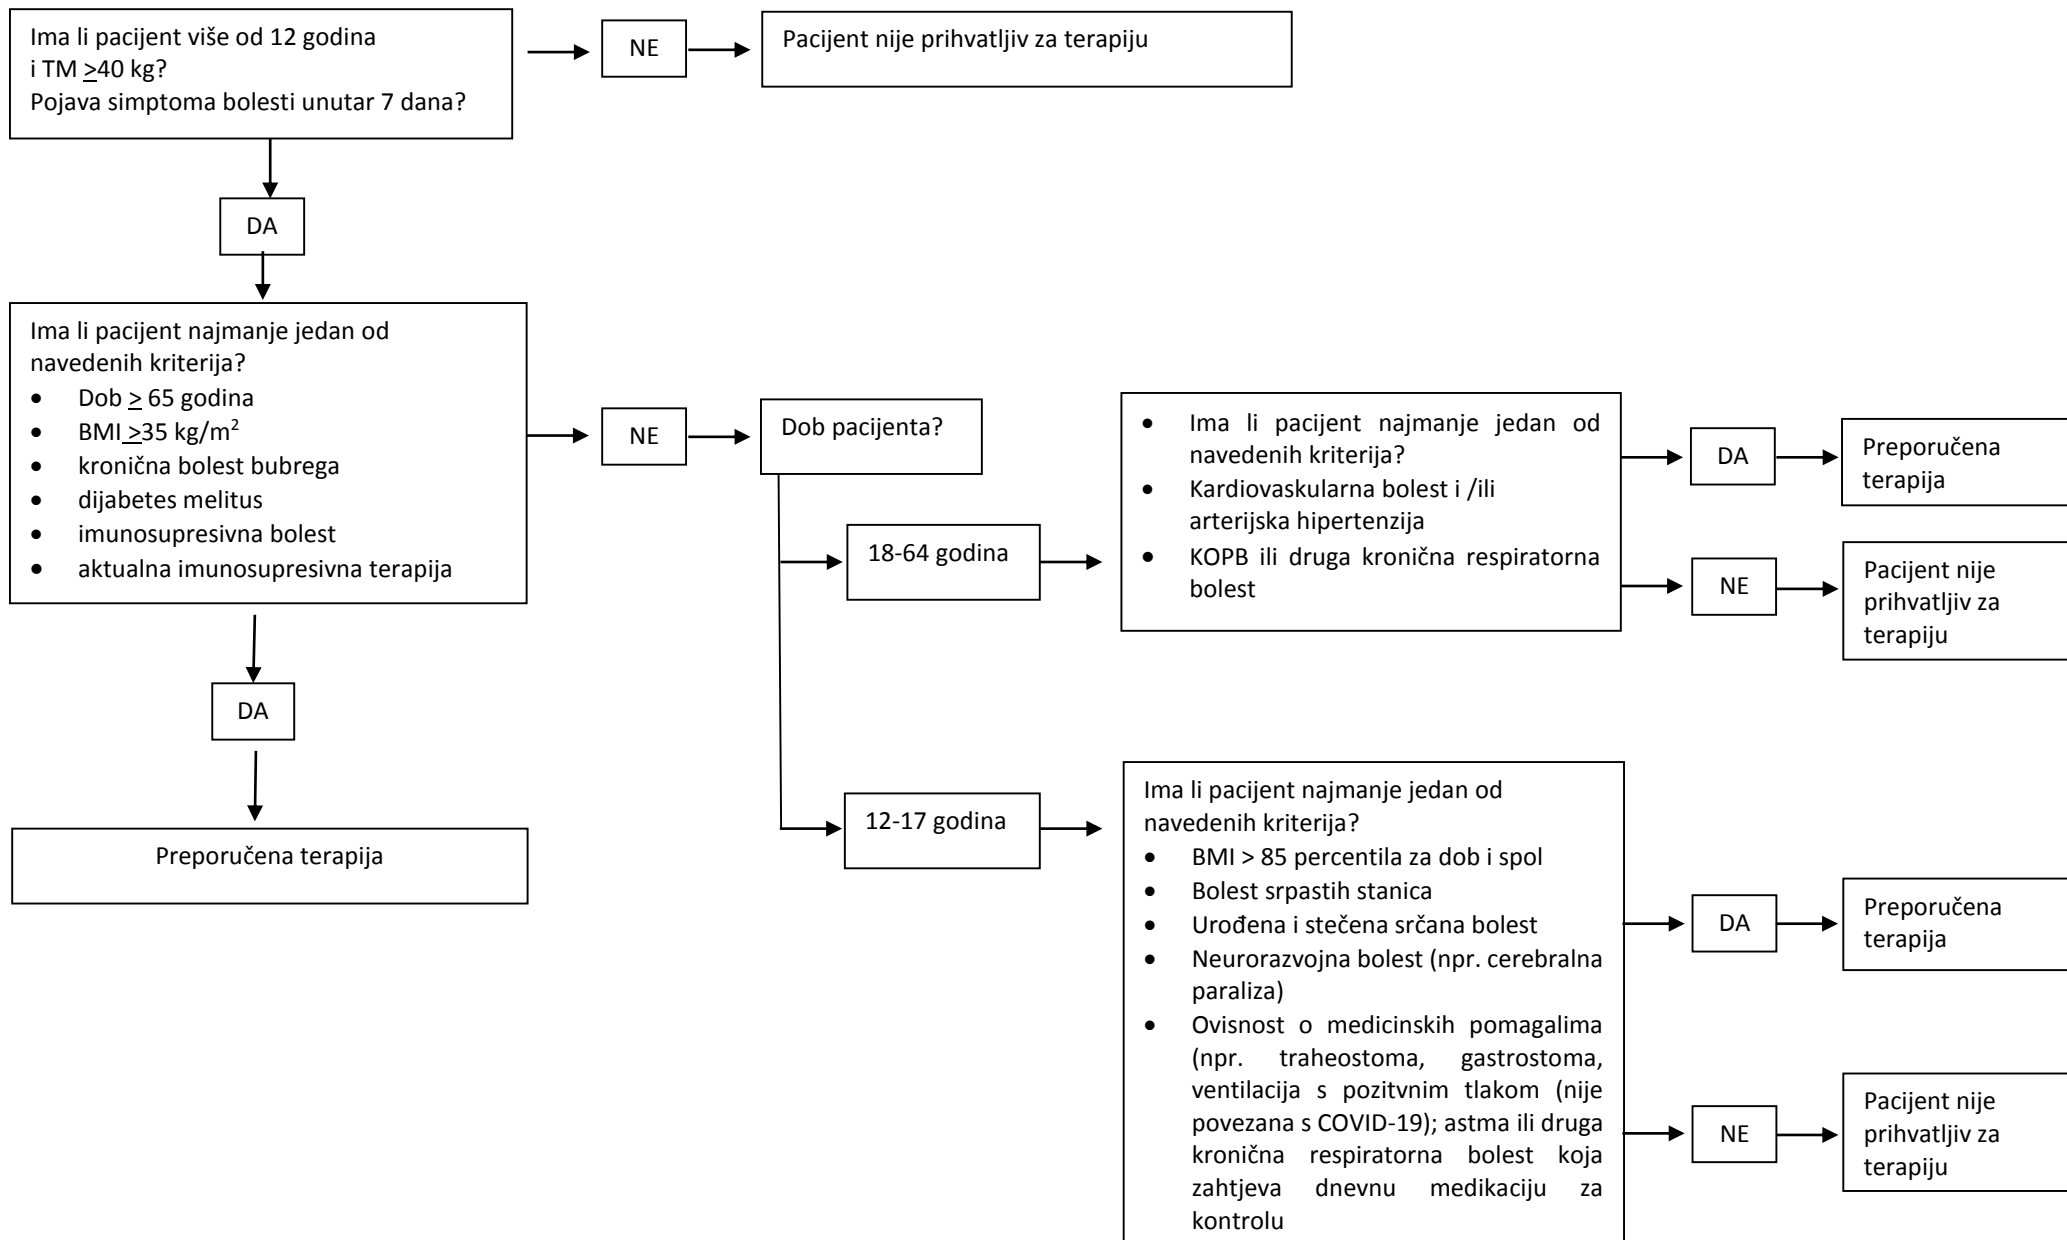 Ima li pacijent više od 12 godina
i TM ≥40 kg?
Pojava simptoma bolesti unutar 7 dana?
NE
Pacijent nije prihvatljiv za terapiju
DA
Ima li pacijent najmanje jedan od
navedenih kriterija?
• Dob ≥ 65 godina
• BMI ≥35 kg/m²
• kronična bolest bubrega
• dijabetes melitus
• imunosupresivna bolest
• aktualna imunosupresivna terapija
NE
Dob pacijenta?
18-64 godina
• Ima li pacijent najmanje jedan od
navedenih kriterija?
• Kardiovaskularna bolest i /ili
arterijska hipertenzija
• KOPB ili druga kronična respiratorna
bolest
DA
Preporučena
terapija
NE
Pacijent nije
prihvatljiv za
terapiju
DA
Preporučena terapija
12-17 godina
Ima li pacijent najmanje jedan od
navedenih kriterija?
• BMI > 85 percentila za dob i spol
• Bolest srpastih stanica
• Urođena i stečena srčana bolest
• Neurorazvojna bolest (npr. cerebralna
paraliza)
• Ovisnost o medicinskih pomagalima
(npr. traheostoma, gastrostoma,
ventilacija s pozitvnim tlakom (nije
povezana s COVID-19); astma ili druga
kronična respiratorna bolest koja
zahtjeva dnevnu medikaciju za
kontrolu
DA
Preporučena
terapija
NE
Pacijent nije
prihvatljiv za
terapiju